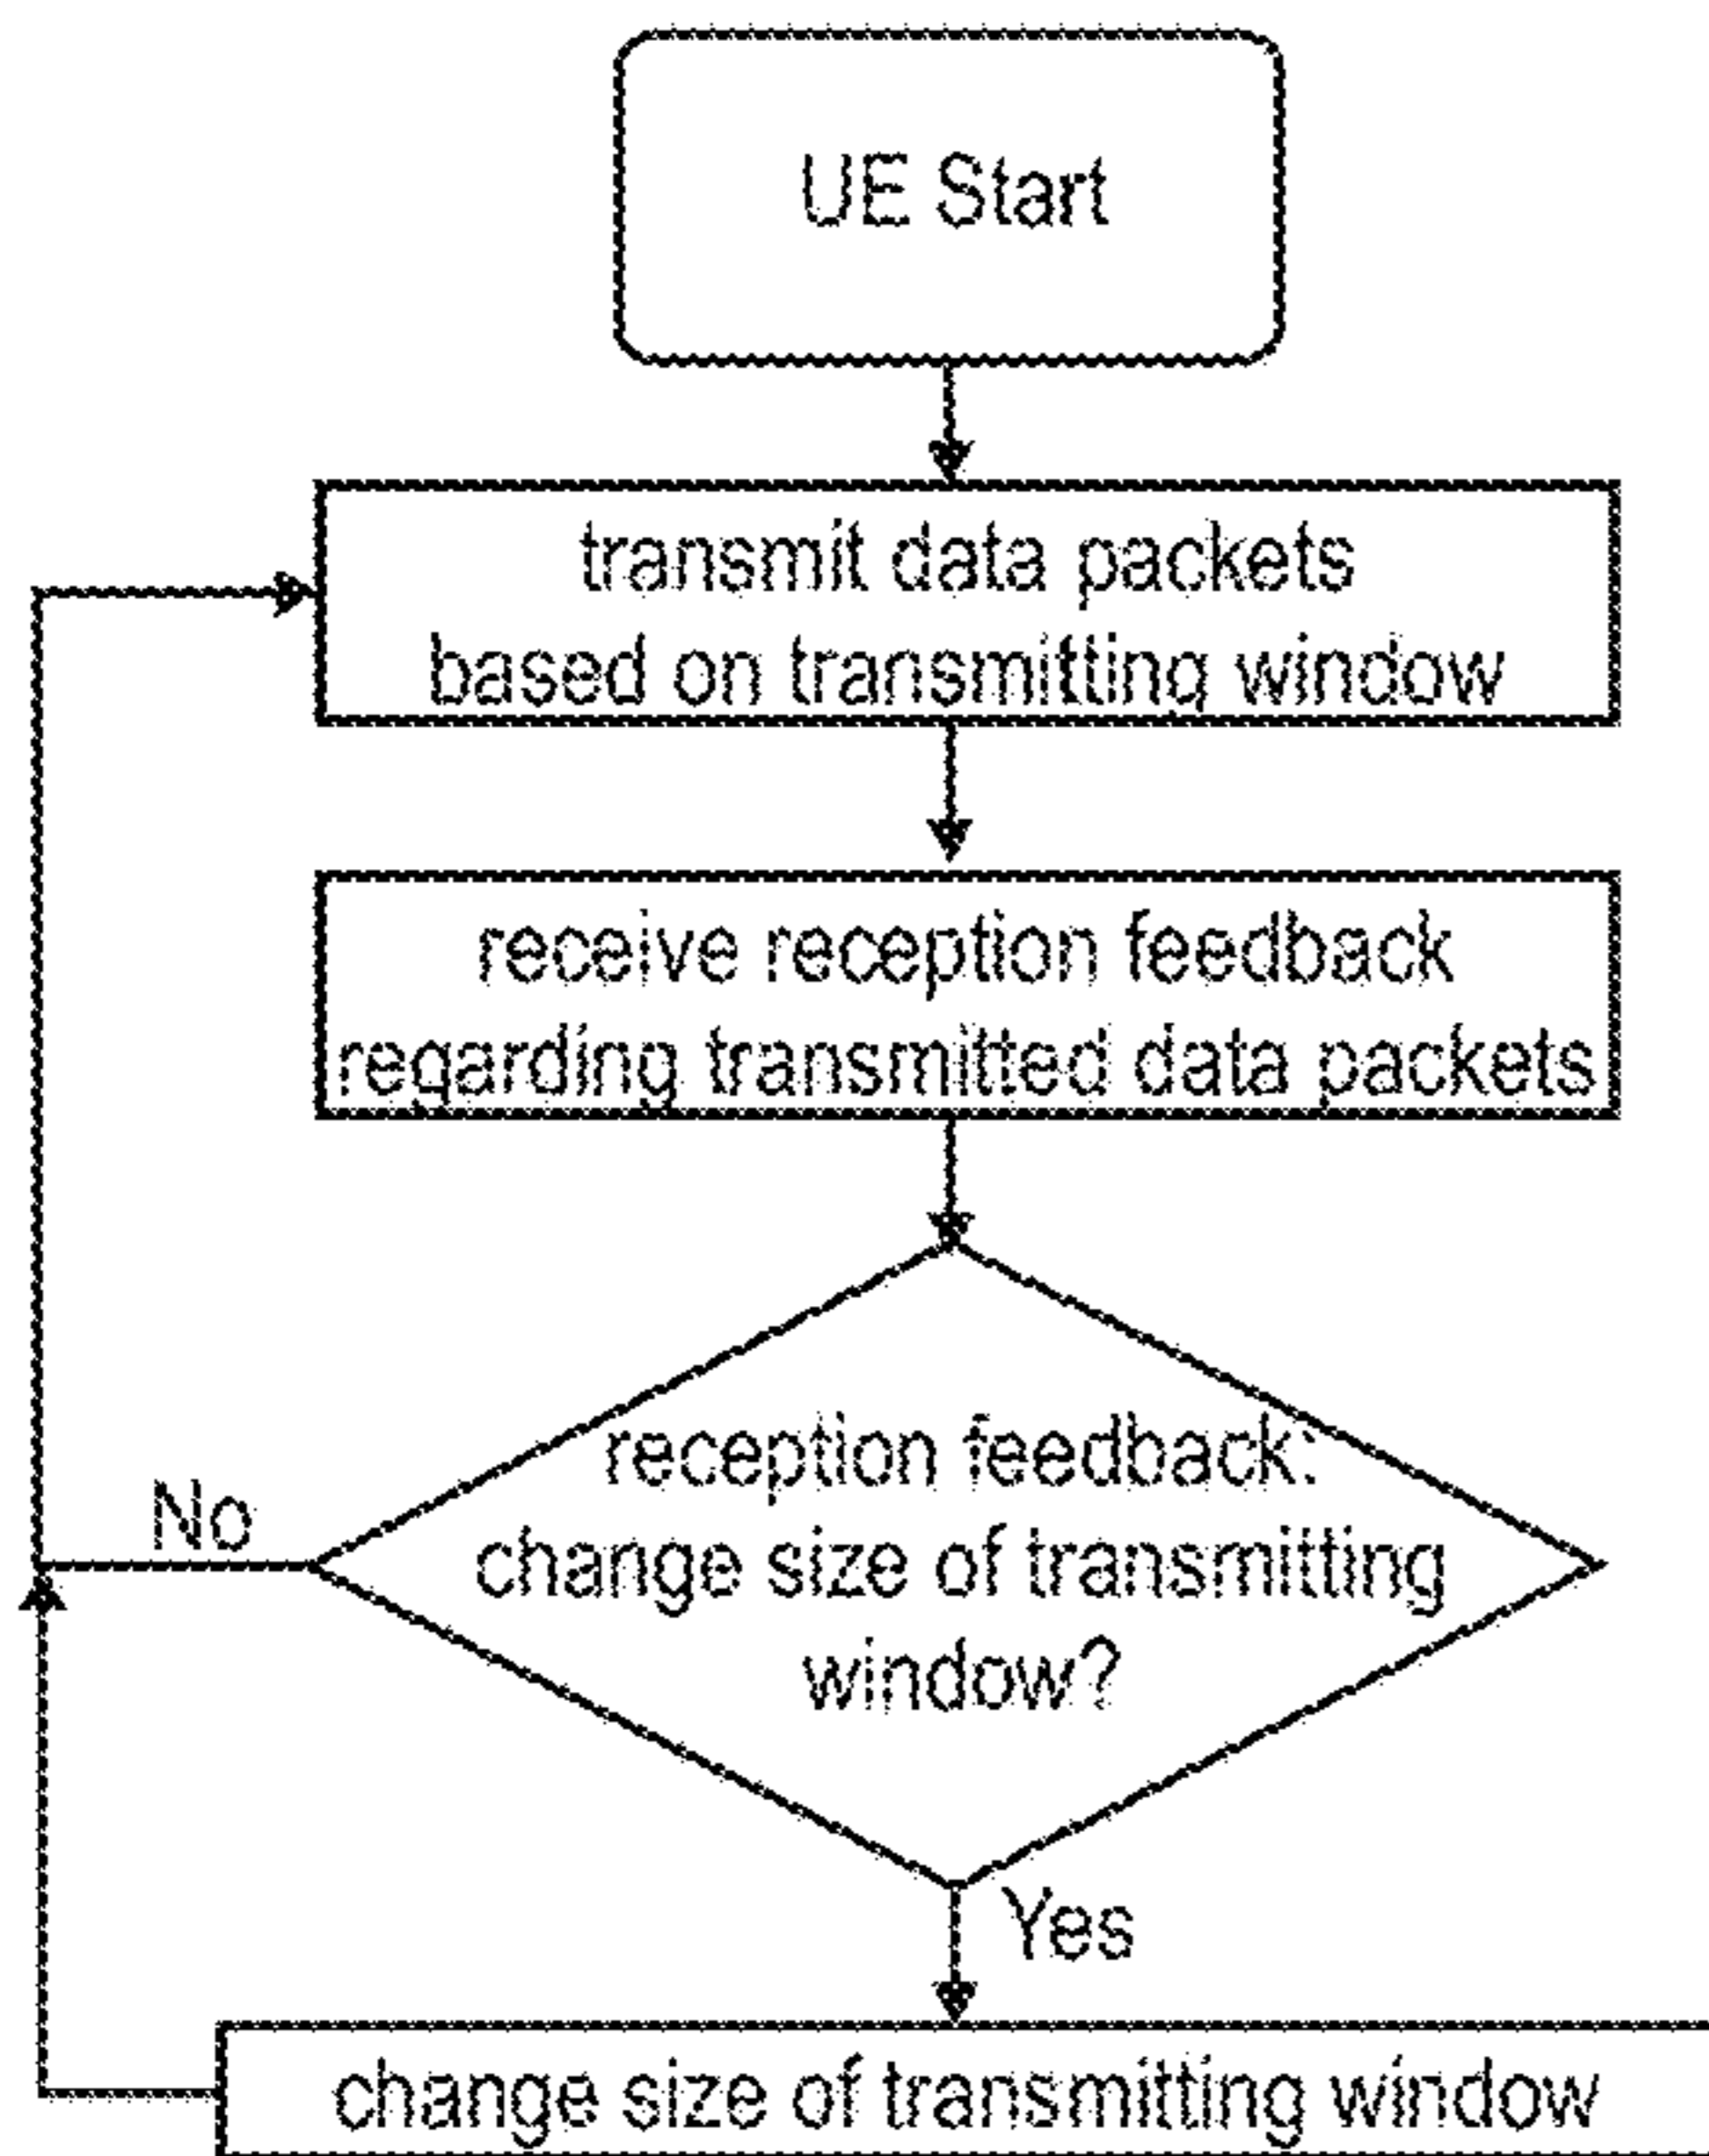 UE Start
transmit data packets
based on transmitting window
receive reception feedback
regarding transmitted data packets
reception feedback:
change size of transmitting
window?
No
Yes
change size of transmitting window